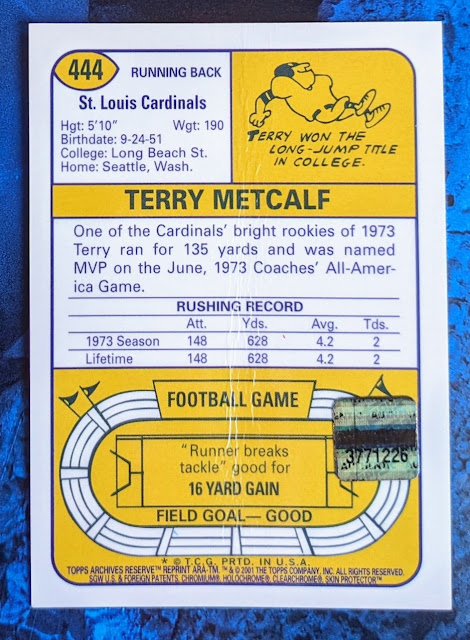 444 RUNNING BACK
St. Louis Cardinals
Hgt: 5'10" Wgt: 190
Birthdate: 9-24-51
College: Long Beach St.
Home: Seattle, Wash.
TERRY WON THE
LONG-JUMP TITLE
IN COLLEGE.
TERRY METCALF
One of the Cardinals' bright rookies of 1973
Terry ran for 135 yards and was named
MVP on the June, 1973 Coaches' All-Amer-
ica Game.
RUSHING RECORD
Att. Yds. Avg. Tds.
1973 Season 148 628 4.2 2
Lifetime 148 628 4.2 2
FOOTBALL GAME
"Runner breaks
tackle" good for
16 YARD GAIN
FIELD GOAL—GOOD
3771226
* © T.C.G. PRTD. IN U.S.A.
TOPPS ARCHIVES RESERVE™ REPRINT ARA-TM. ™ & © 2001 THE TOPPS COMPANY, INC. ALL RIGHTS RESERVED.
SGW U.S. & FOREIGN PATENTS. CHROMIUM®. HOLOCHROME®. CLEARCHROME®. SKIN PROTECTOR™